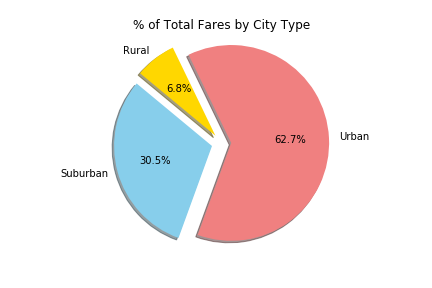 % of Total Fares by City Type
Rural
6.8%
62.7%
Urban
30.5%
Suburban